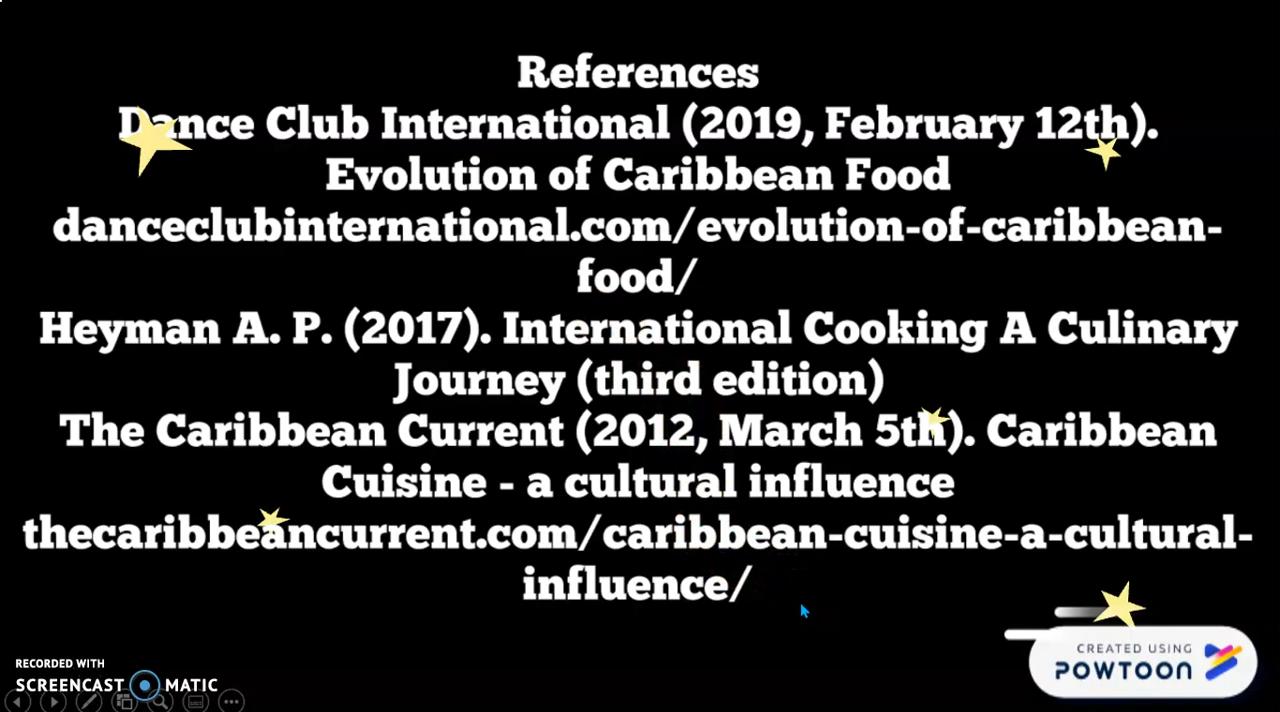 References
Dance Club International (2019, February 12th).
Evolution of Caribbean Food
danceclubinternational.com/evolution-of-caribbean-
food/
Heyman A. P. (2017). International Cooking A Culinary
Journey (third edition)
The Caribbean Current (2012, March 5th). Caribbean
Cuisine - a cultural influence
thecaribbeancurrent.com/caribbean-cuisine-a-cultural-
influence/
CREATED USING
POWTOON
RECORDED WITH
SCREENCAST MATIC